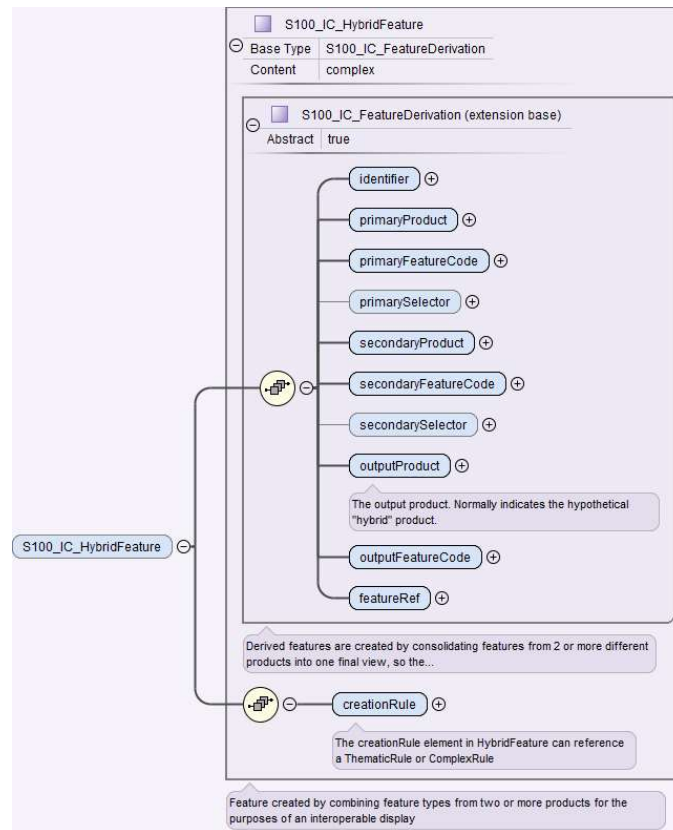 S100_IC_HybridFeature
Base Type S100_IC_FeatureDerivation
Content complex
S100_IC_FeatureDerivation (extension base)
Abstract true
identifier
primaryProduct
primaryFeatureCode
primarySelector
secondaryProduct
secondaryFeatureCode
secondarySelector
outputProduct
The output product. Normally indicates the hypothetical
"hybrid" product.
outputFeatureCode
featureRef
S100_IC_HybridFeature
Derived features are created by consolidating features from 2 or more different
products into one final view, so the...
creationRule
The creationRule element in HybridFeature can reference
a ThematicRule or ComplexRule
Feature created by combining feature types from two or more products for the
purposes of an interoperable display